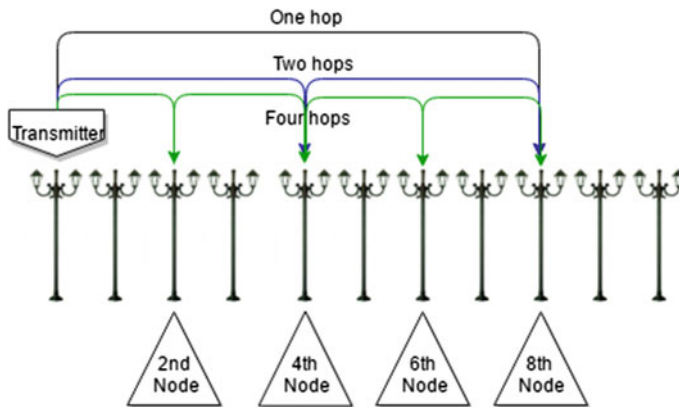 One hop
Two hops
Four hops
Transmitter
2nd
Node
4th
Node
6th
Node
8th
Node